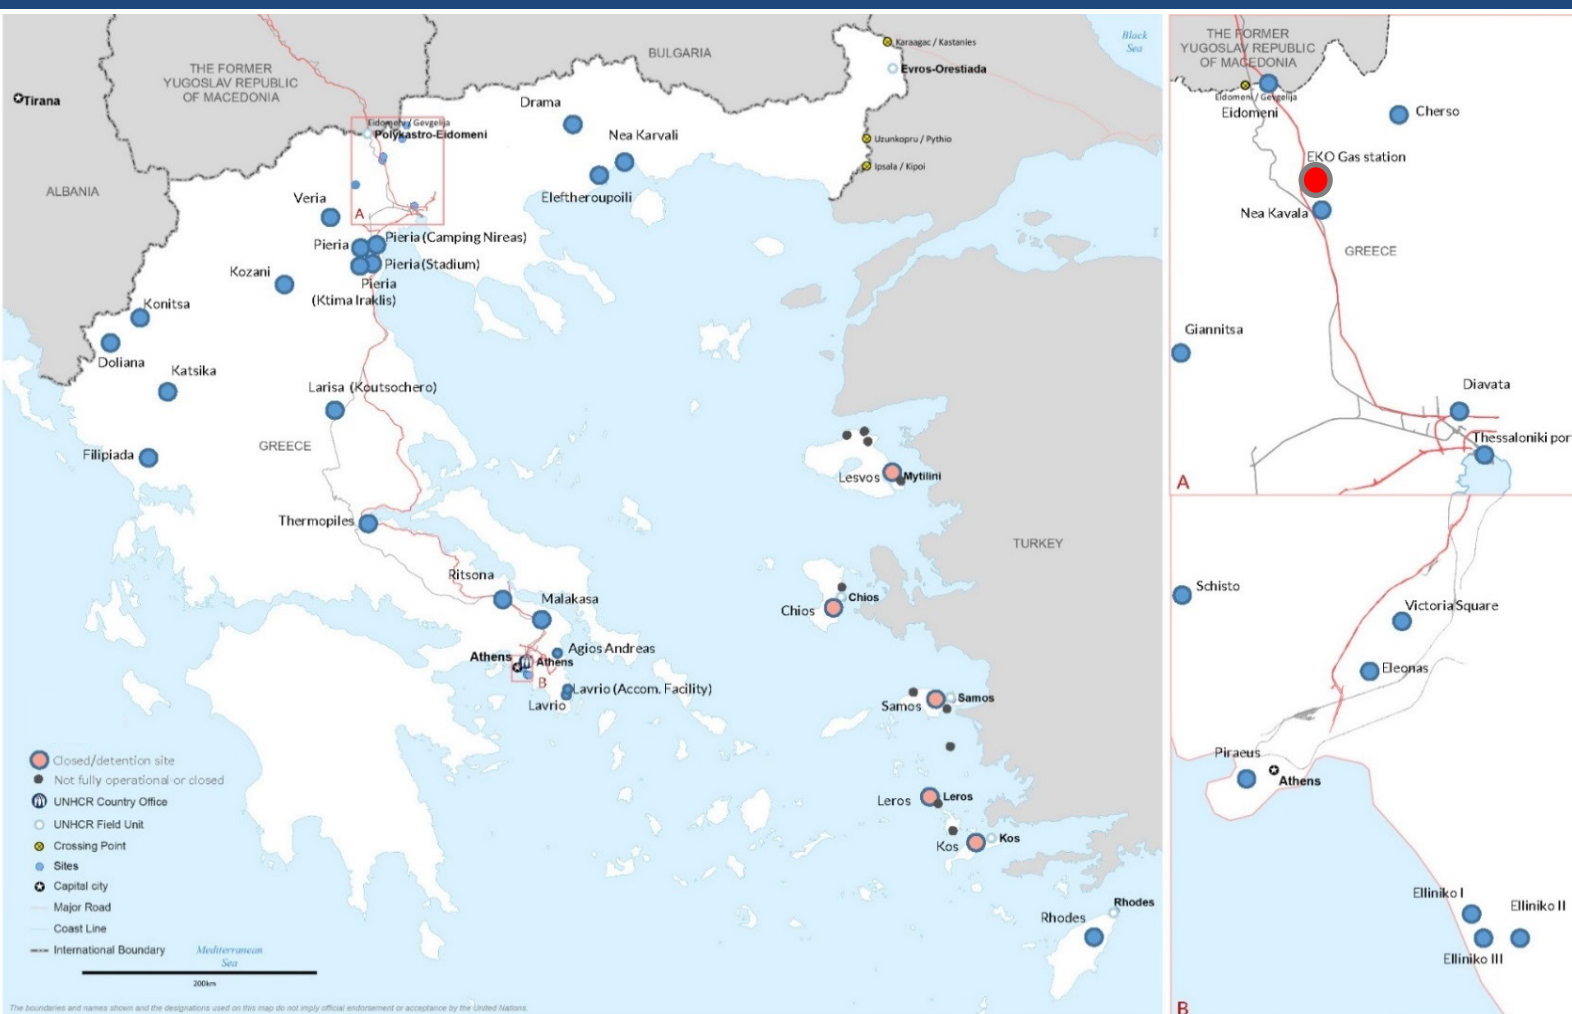 Black
Sea
Karaagac / Kastanies
BULGARIA
Evros-Orestiada
THE FORMER
YUGOSLAV REPUBLIC
OF MACEDONIA
Tirana
Drama
Eidomeni / Gevgelija
Polykastro-Eidomeni
Nea Karvali
Uzunkopru / Pythio
Ipsala / Kipoi
ALBANIA
Veria
A
Eleftheroupoili
Pieria
Pieria (Camping Nireas)
Pieria (Stadium)
Kozani
Pieria
(Ktima Iraklis)
Konitsa
Doliana
Katsika
Larisa (Koutsochero)
GREECE
Filipiada
Lesvos
Mytilini
Thermopiles
TURKEY
Ritsona
Malakasa
Chios
Chios
Agios Andreas
Athens
Athens
B
Lavrio (Accom. Facility)
Lavrio
Samos
Samos
Leros
Leros
Kos
Kos
Rhodes
Rhodes
Closed/detention site
Not fully operational or closed
UNHCR Country Office
UNHCR Field Unit
Crossing Point
Sites
Capital city
Major Road
Coast Line
International Boundary
Mediterranean
Sea
200km
The boundaries and names shown and the designations used on this map do not imply official endorsement or acceptance by the United Nations.
THE FORMER
YUGOSLAV REPUBLIC
OF MACEDONIA
Eidomeni / Gevgelija
Eidomeni
Cherso
EKO Gas station
Nea Kavala
GREECE
Giannitsa
Diavata
Thessaloniki por
A
Schisto
Victoria Square
Eleonas
Piraeus
Athens
Elliniko I
Elliniko II
Elliniko III
B